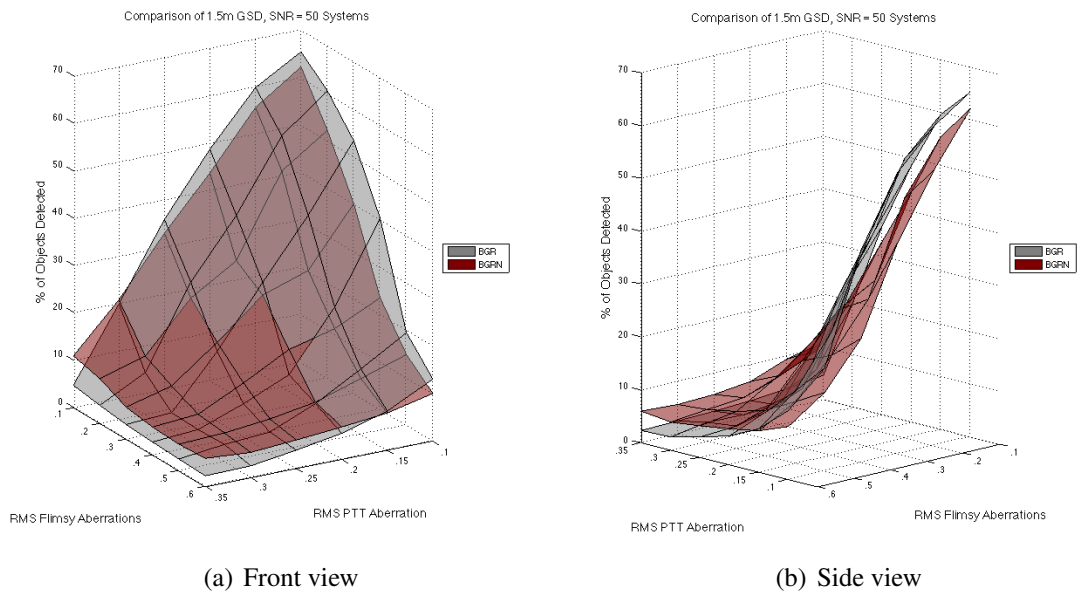 Comparison of 1.5m GSD, SNR = 50 Systems
70
60
50
40
30
20
10
0
% of Objects Detected
.1
.2
.3
.4
.5
.6
RMS Flimsy Aberrations
.35
.3
.25
.2
.15
.1
RMS PTT Aberration
BGR
BGRN
(a) Front view
Comparison of 1.5m GSD, SNR = 50 Systems
70
60
50
40
30
20
10
0
% of Objects Detected
.35
.3
.25
.2
.15
.1
RMS PTT Aberration
.6
.5
.4
.3
.2
.1
RMS Flimsy Aberrations
BGR
BGRN
(b) Side view